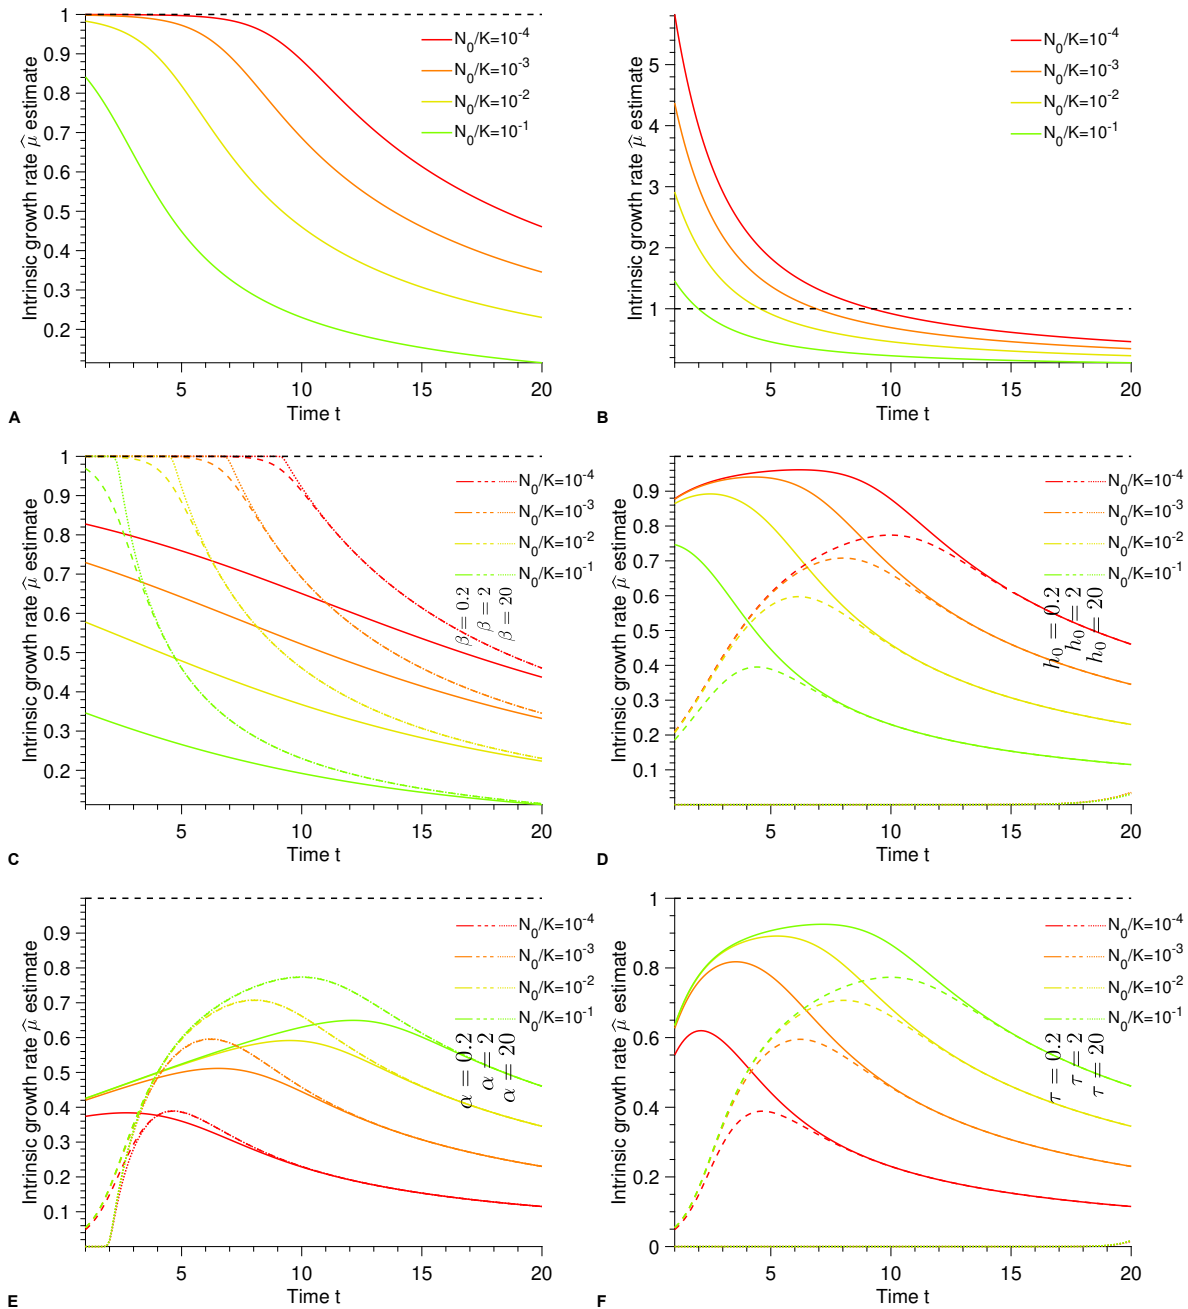 Intrinsic growth rate μ̂ estimate
1
0.9
0.8
0.7
0.6
0.5
0.4
0.3
0.2
N0/K=10-4
N0/K=10-3
N0/K=10-2
N0/K=10-1
5 10 15 20
Time t
A
Intrinsic growth rate μ̂ estimate
5
4
3
2
1
N0/K=10-4
N0/K=10-3
N0/K=10-2
N0/K=10-1
5 10 15 20
Time t
B
Intrinsic growth rate μ̂ estimate
1
0.9
0.8
0.7
0.6
0.5
0.4
0.3
0.2
N0/K=10-4
N0/K=10-3
N0/K=10-2
N0/K=10-1
β = 0.2
β = 2
β = 20
5 10 15 20
Time t
C
Intrinsic growth rate μ̂ estimate
0.9
0.8
0.7
0.6
0.5
0.4
0.3
0.2
0.1
N0/K=10-4
N0/K=10-3
N0/K=10-2
N0/K=10-1
h0 = 0.2
h0 = 2
h0 = 20
5 10 15 20
Time t
D
Intrinsic growth rate μ̂ estimate
0.9
0.8
0.7
0.6
0.5
0.4
0.3
0.2
0.1
N0/K=10-4
N0/K=10-3
N0/K=10-2
N0/K=10-1
α = 0.2
α = 2
α = 20
5 10 15 20
Time t
E
Intrinsic growth rate μ̂ estimate
1
0.8
0.6
0.4
0.2
0
N0/K=10-4
N0/K=10-3
N0/K=10-2
N0/K=10-1
τ = 0.2
τ = 2
τ = 20
5 10 15 20
Time t
F